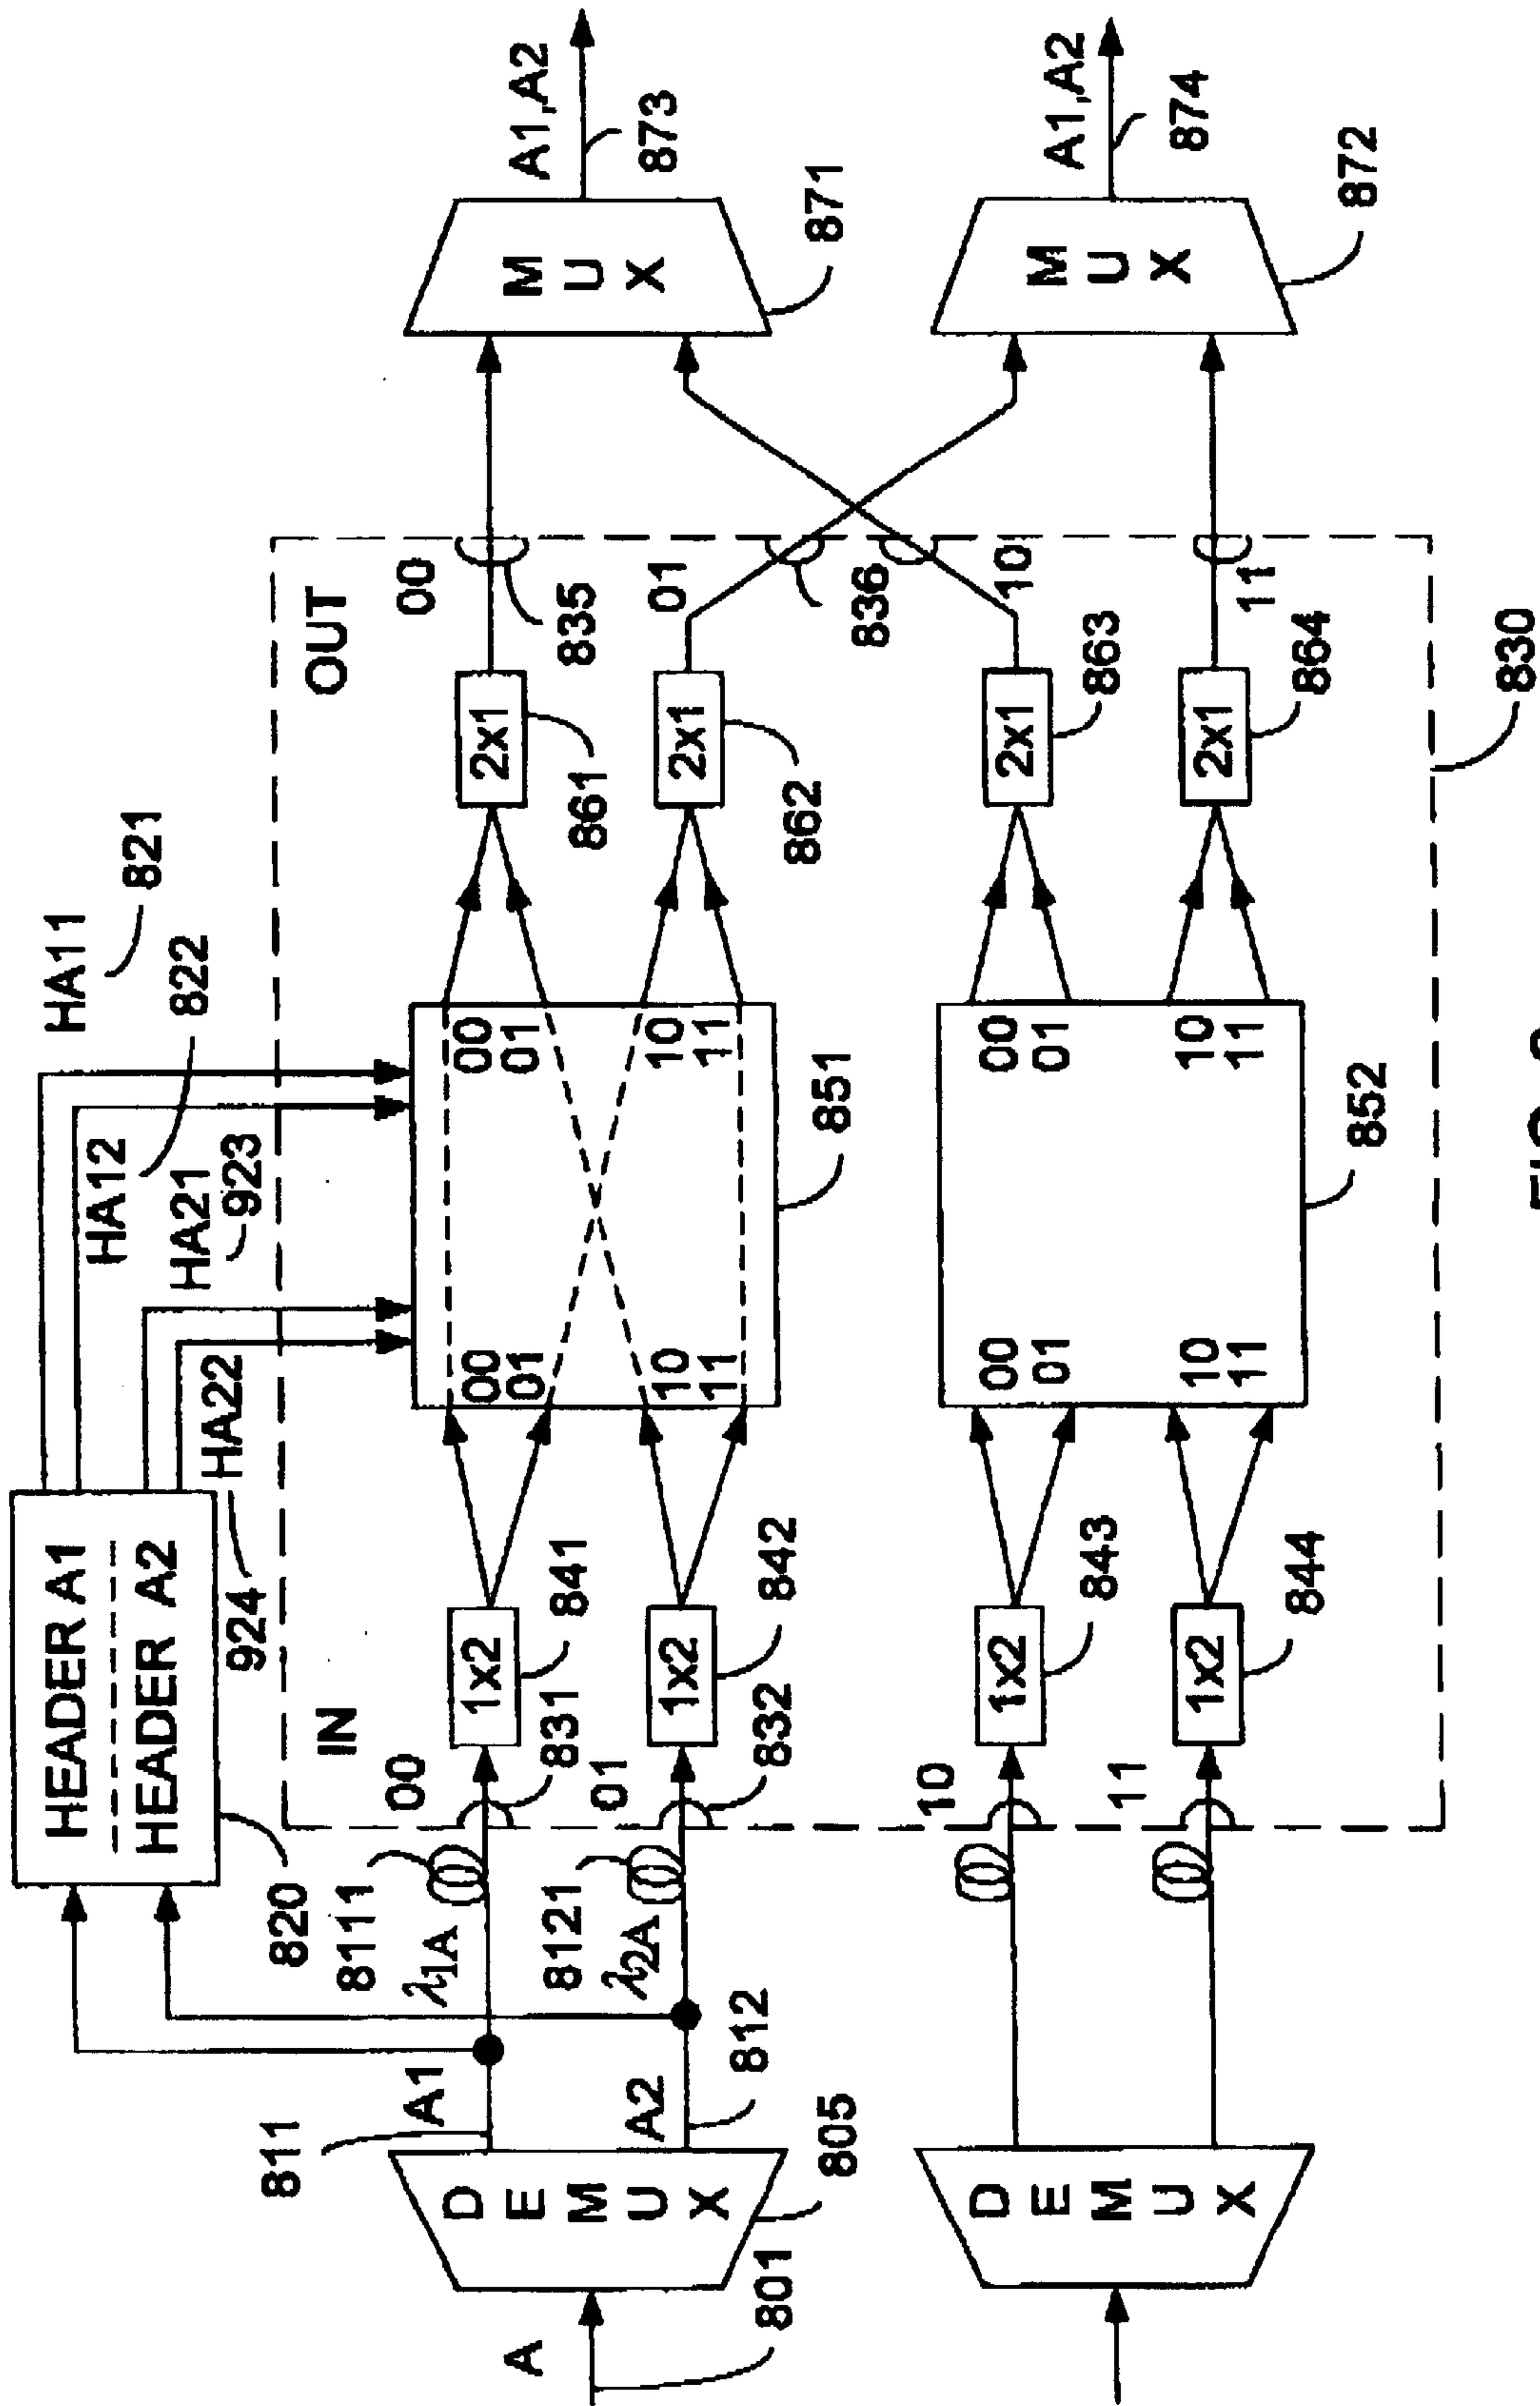 HEADER A1
HEADER A2
820
924
HA22
HA12
HA21
923
822
HA11
821
IN
OUT
A
801
D
E
M
U
X
805
811
A1
A2
812
8111
λ1A
8121
λ2A
00
831
01
832
1x2
841
1x2
842
00
01
10
11
00
01
10
11
851
2x1
861
2x1
862
00
835
01
836
M
U
X
871
A1,A2
873
D
E
M
U
X
10
11
1x2
843
1x2
844
00
01
10
11
00
01
10
11
852
2x1
863
2x1
864
10
11
830
M
U
X
872
A1,A2
874